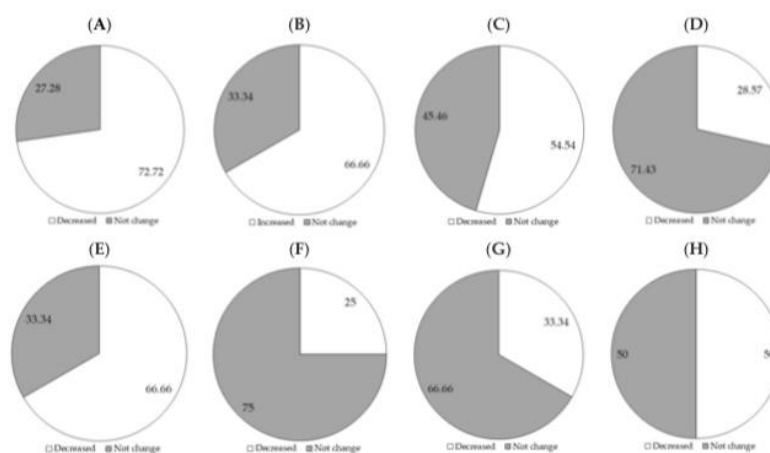 (A) (B) (C) (D)
27.28 72.72
33.34 66.66
45.46 54.54
28.57 71.43
Decreased Not change
Increased Not change
Decreased Not change
Decreased Not change
(E) (F) (G) (H)
33.34 66.66
25 75
33.34 66.66
50
Decreased Not change
Decreased Not change
Decreased Not change
Decreased Not change